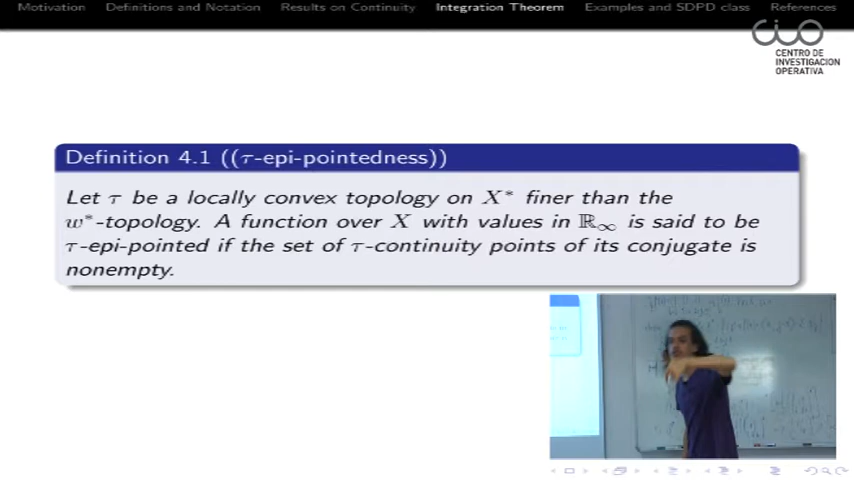 Motivation Definitions and Notation Results on Continuity Integration Theorem Examples and SDPD class References
CIO
CENTRO DE
INVESTIGACION
OPERATIVA
Definition 4.1 ((τ-epi-pointedness))
Let τ be a locally convex topology on X* finer than the
w*-topology. A function over X with values in ℝ∞ is said to be
τ-epi-pointed if the set of τ-continuity points of its conjugate is
nonempty.